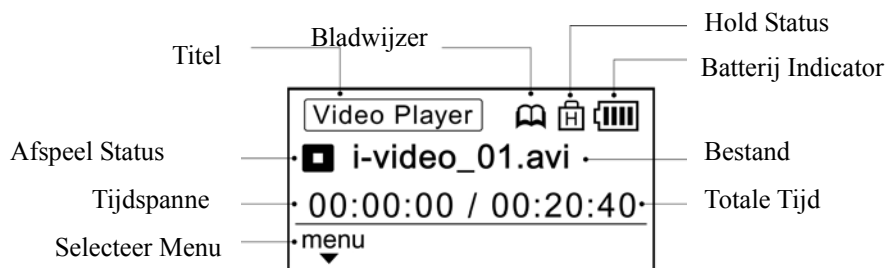 Hold Status
Bladwijzer
Titel
Batterij Indicator
Video Player H
Afspeel Status
i-video_01.avi
Bestand
Tijdspanne
00:00:00 / 00:20:40
Totale Tijd
Selecteer Menu
menu